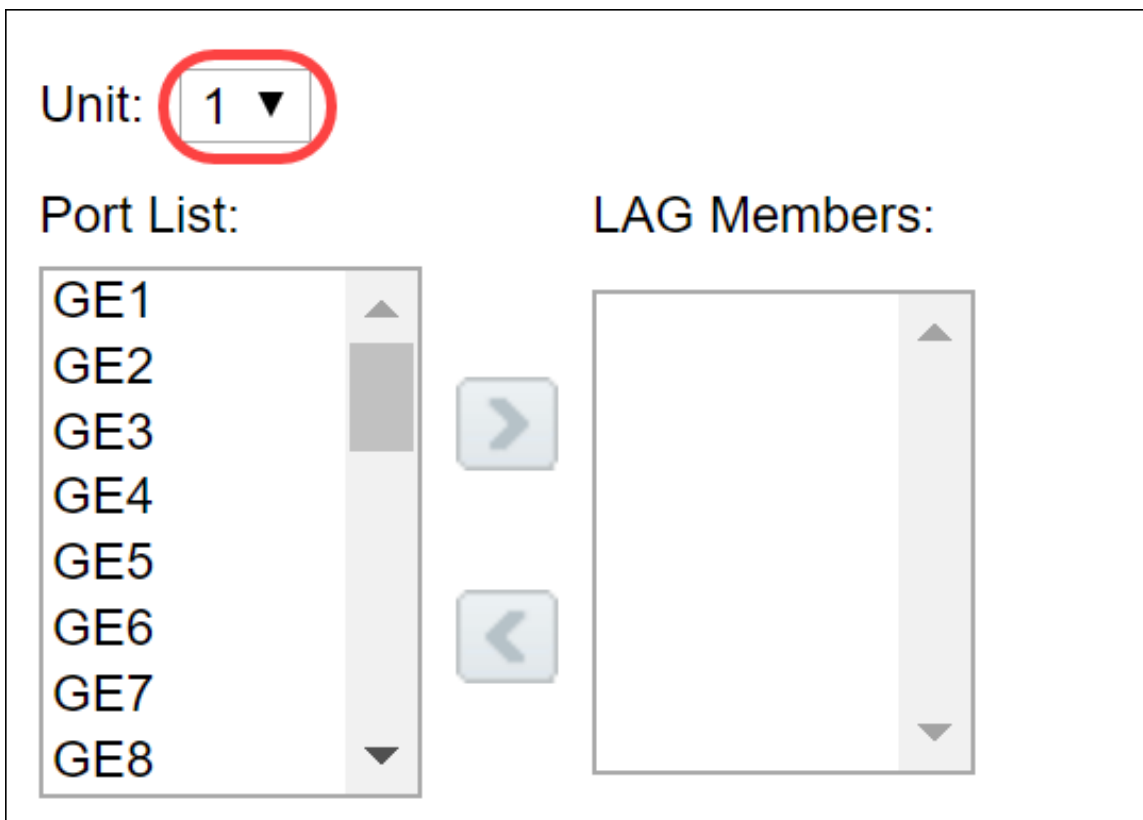 Unit: 1
Port List:
LAG Members:
GE1
GE2
GE3
GE4
GE5
GE6
GE7
GE8